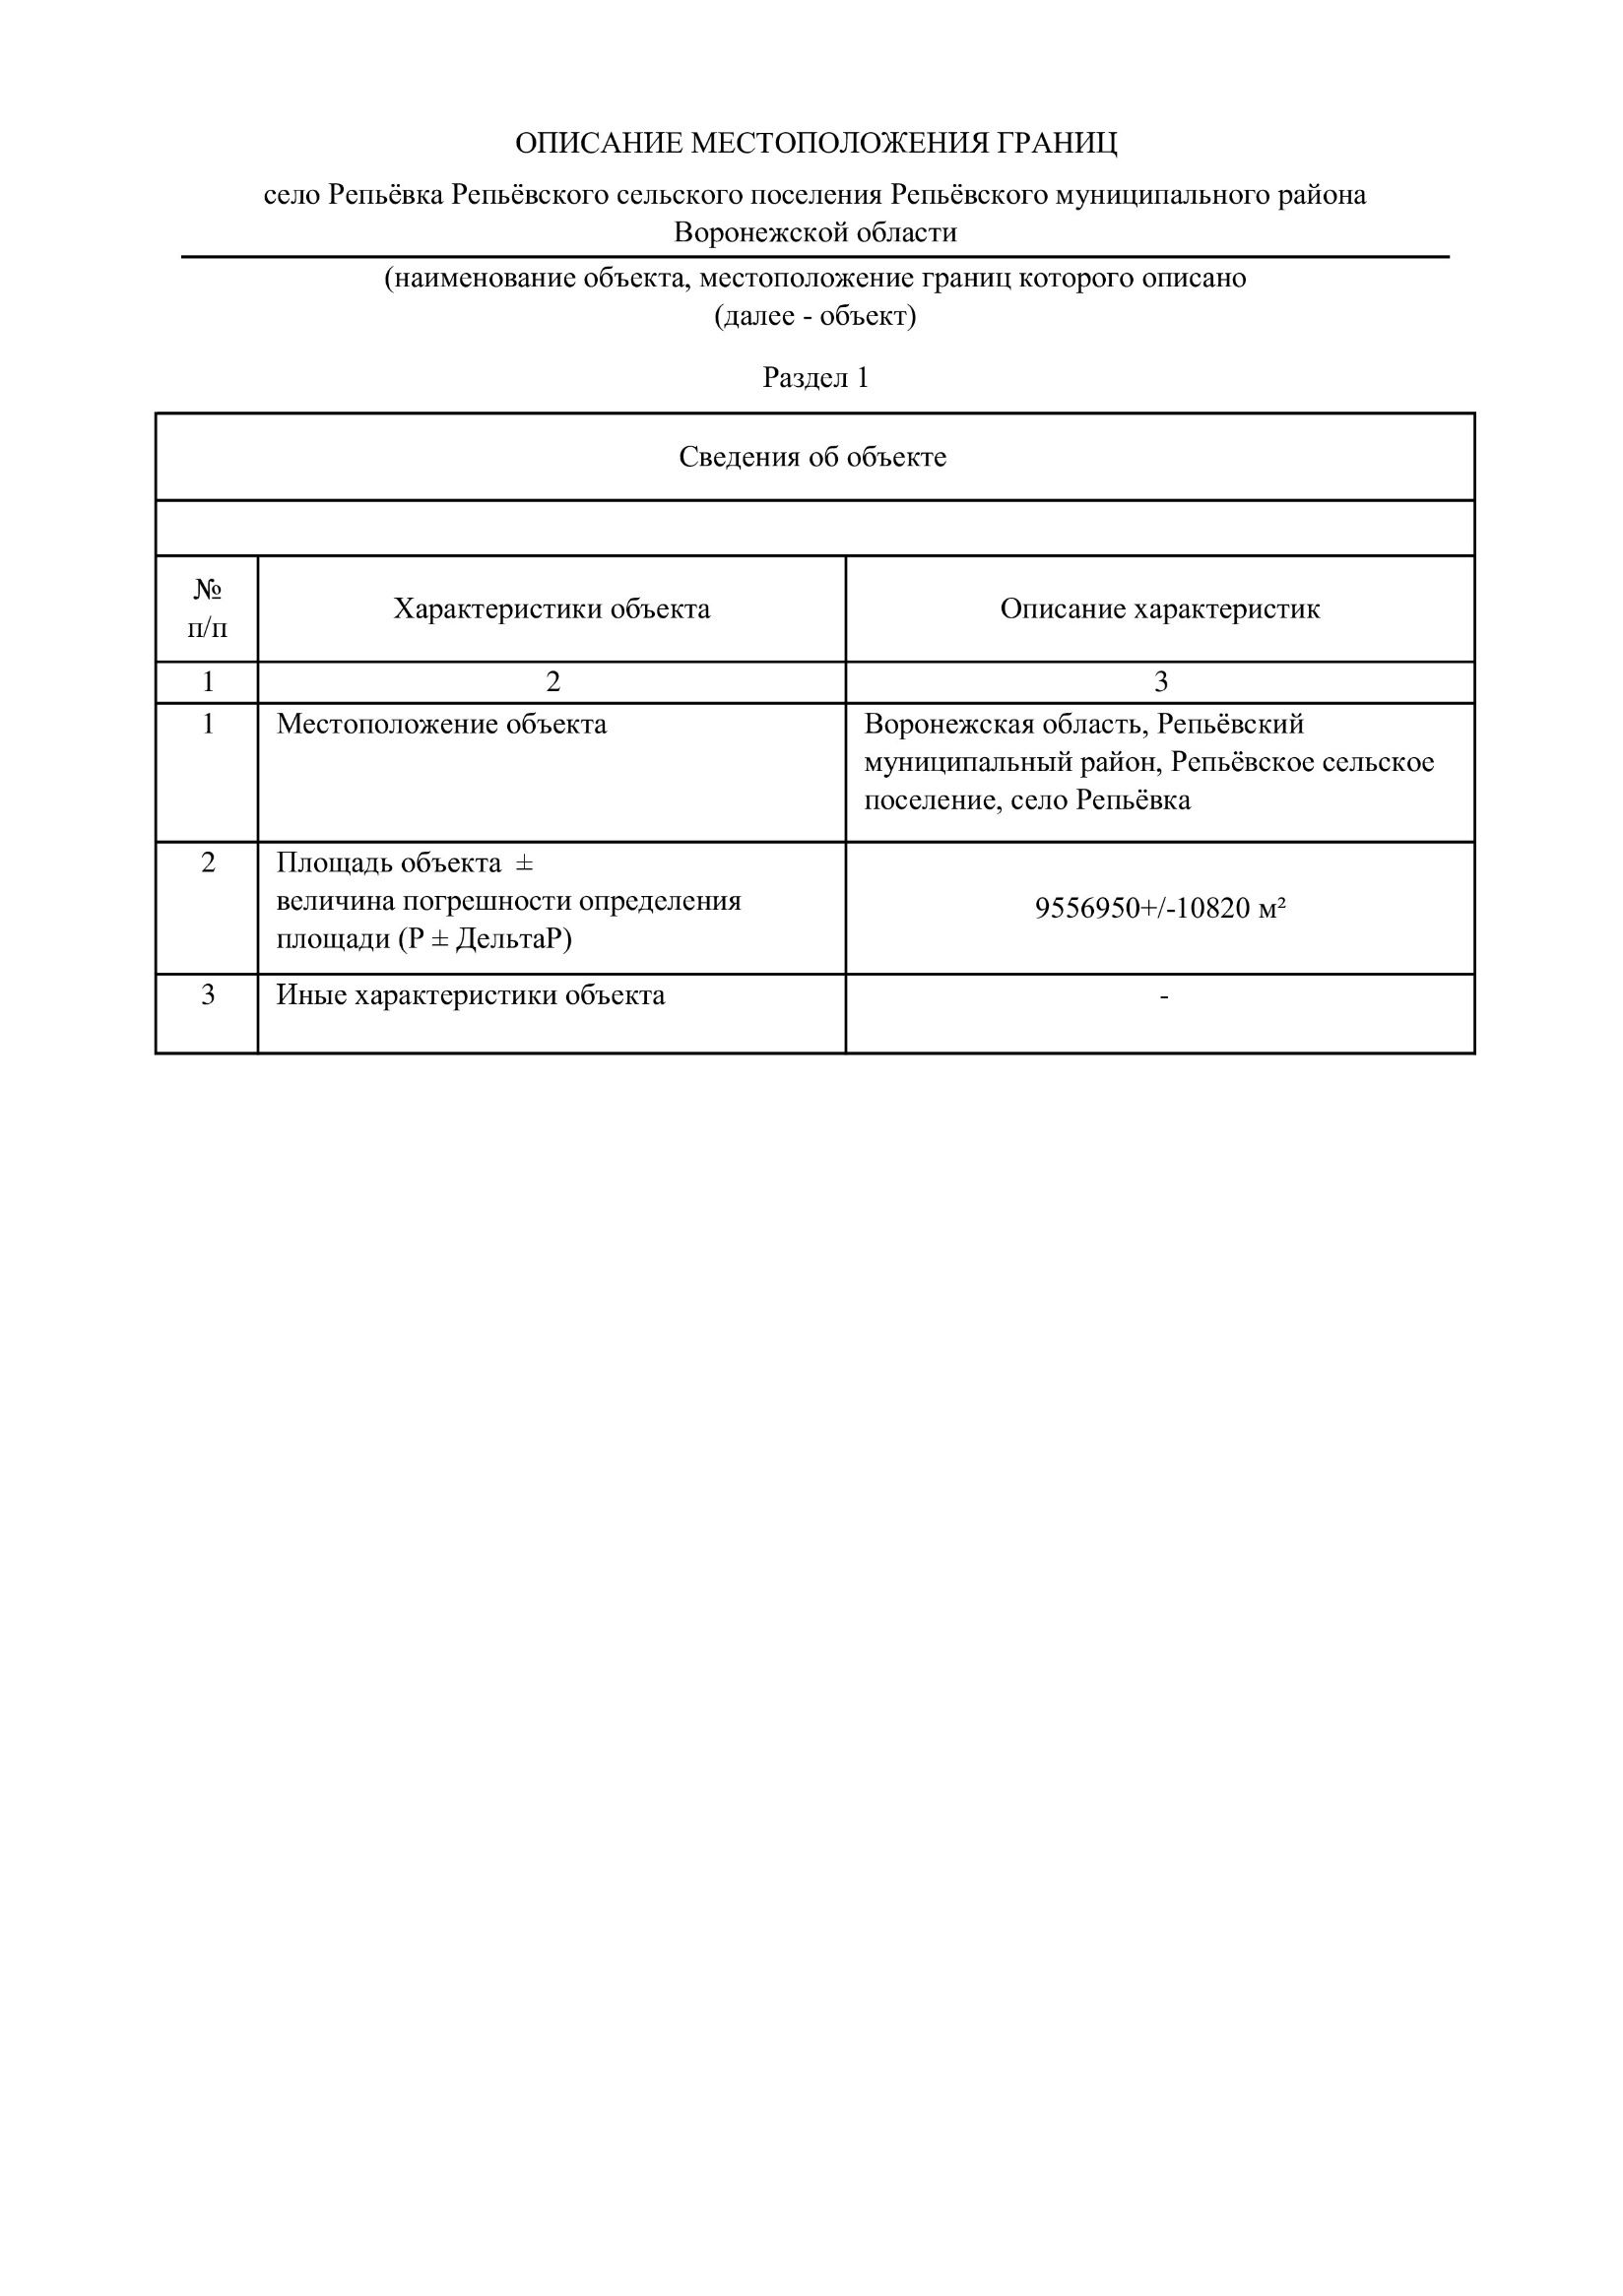 ОПИСАНИЕ МЕСТОПОЛОЖЕНИЯ ГРАНИЦ
село Репьёвка Репьёвского сельского поселения Репьёвского муниципального района
Воронежской области
(наименование объекта, местоположение границ которого описано
(далее - объект)
Раздел 1
Сведения об объекте
№
п/п
Характеристики объекта
Описание характеристик
1
2
3
1
Местоположение объекта
Воронежская область, Репьёвский
муниципальный район, Репьёвское сельское
поселение, село Репьёвка
2
Площадь объекта ±
величина погрешности определения
площади (Р ± ДельтаР)
9556950+/-10820 м²
3
Иные характеристики объекта
-